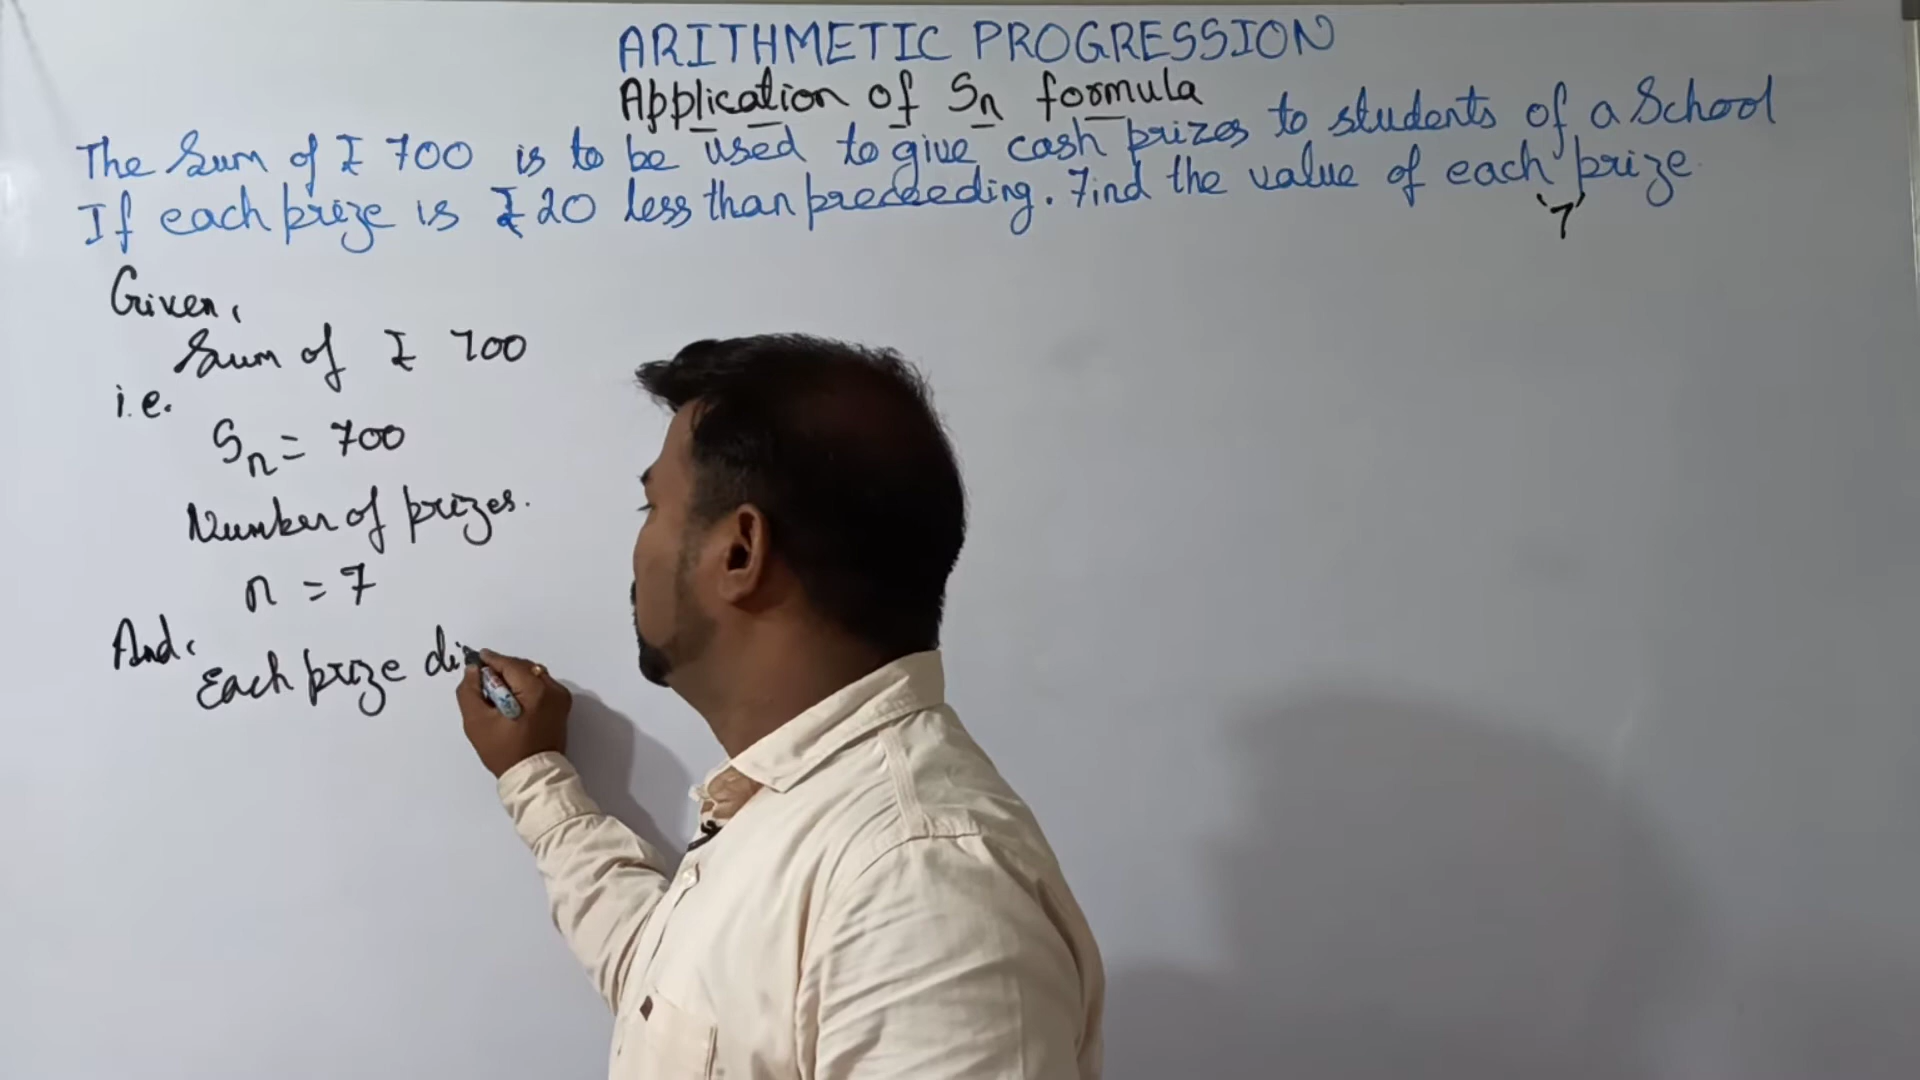 ARITHMETIC PROGRESSION
Application of Sn formula
The Sum of ₹ 700 is to be used to give cash prizes to students of a School
If each prize is ₹ 20 less than preceeding. Find the value of each prize.
'7'
Given,
Sum of ₹ 700
i.e.
Sn = 700
Number of prizes.
n = 7
And,
Each prize di